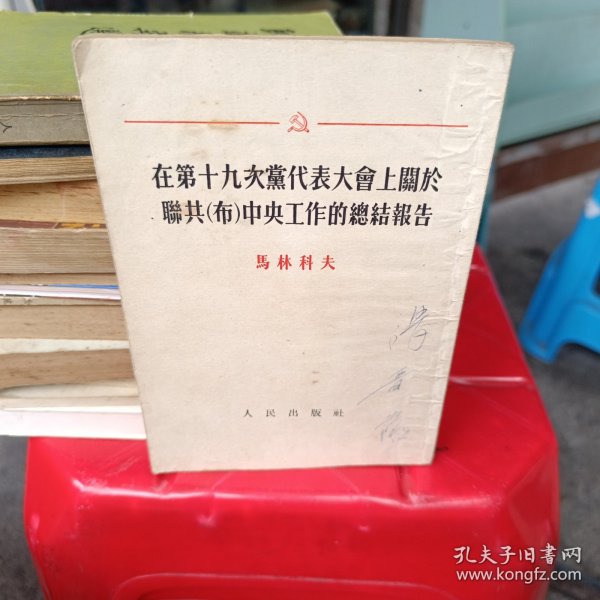 在第十九次黨代表大會上關於
聯共(布)中央工作的總結報告
馬林科夫
人民出版社
孔夫子旧书网
www.kongfz.com